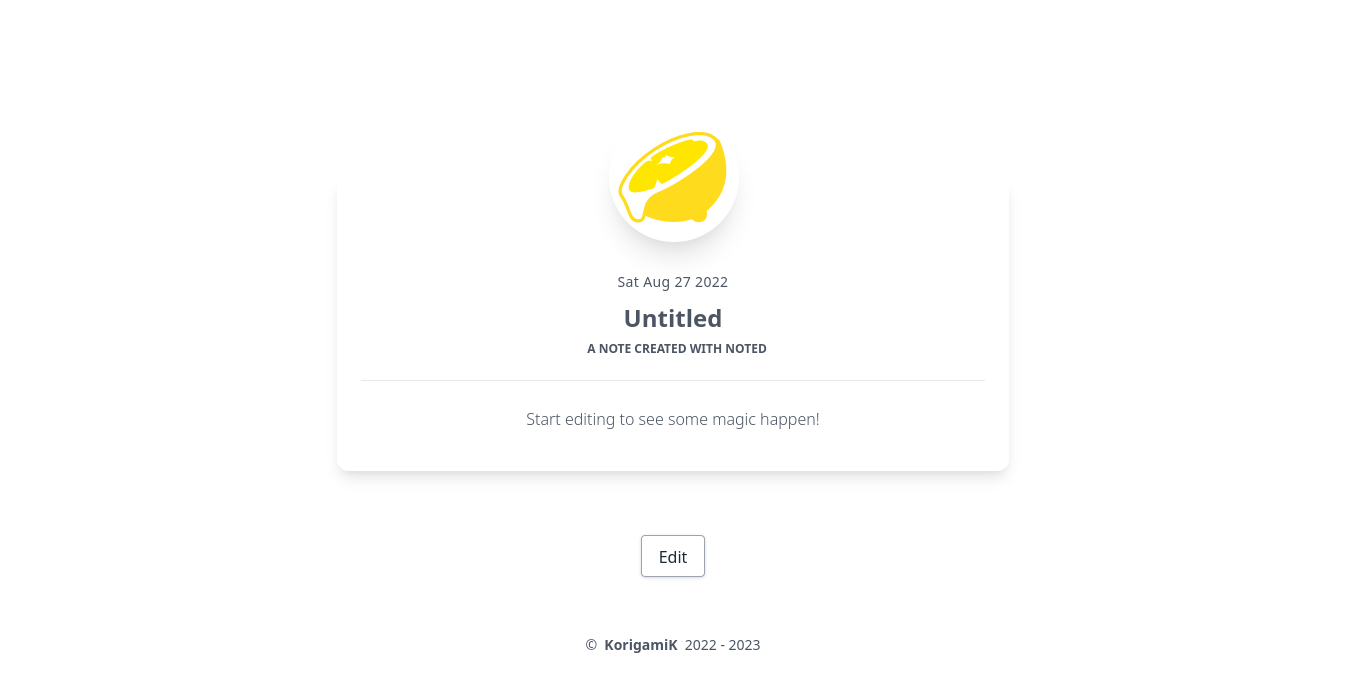 Sat Aug 27 2022
Untitled
A NOTE CREATED WITH NOTED
Start editing to see some magic happen!
Edit
© KorigamiK 2022 - 2023